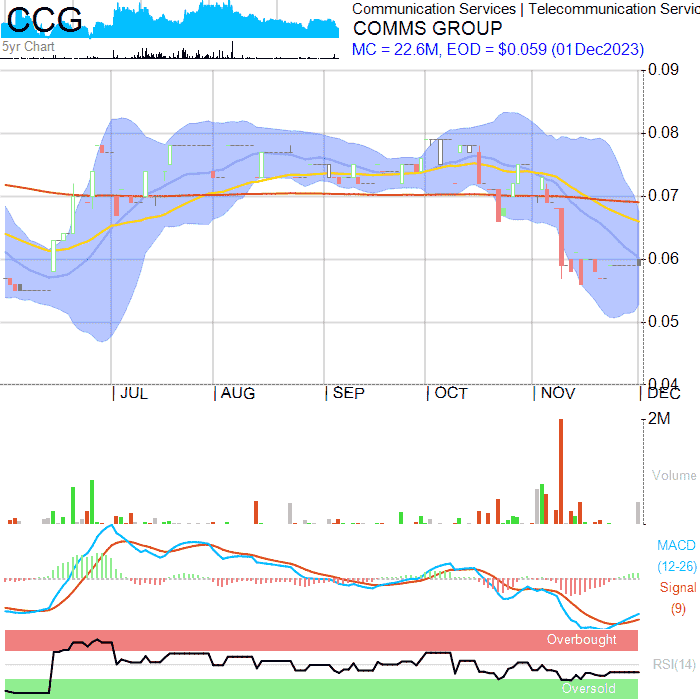 CCG
5yr Chart
Communication Services | Telecommunication Servic
COMMS GROUP
MC = 22.6M, EOD = $0.059 (01Dec2023)
0.09
0.08
0.07
0.06
0.05
0.04
JUL
AUG
SEP
OCT
NOV
DEC
2M
Volume
MACD
(12-26)
Signal
(9)
Overbought
RSI(14)
Oversold